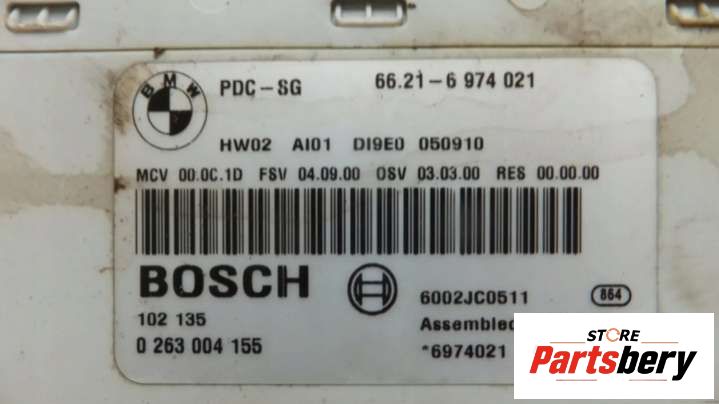 BMW
PDC-SG 66.21-6 974 021
HW02 AI01 DI9E0 050910
MCV 00.0C.1D FSV 04.09.00 OSV 03.03.00 RES 00.00.00
BOSCH
6002JC0511 864
102 135 Assembled
0 263 004 155 *6974021
STORE
Partsbery